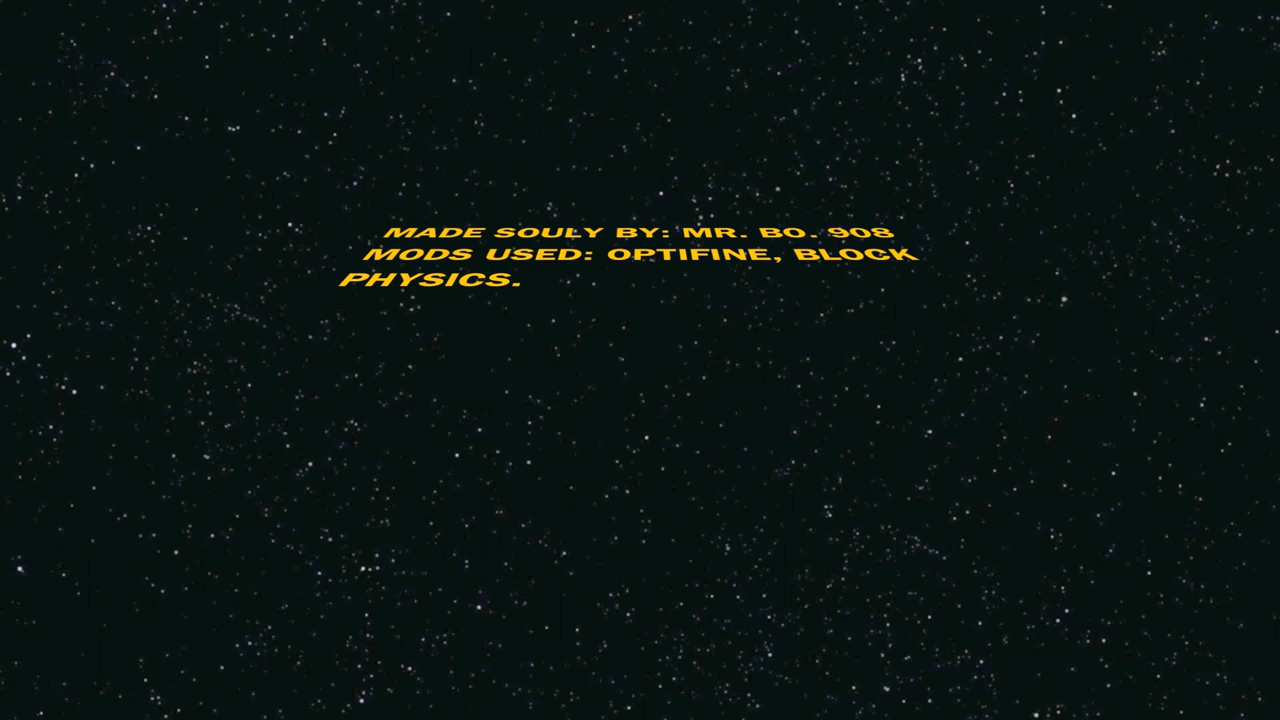 MADE SOULY BY: MR. BO. 908
MODS USED: OPTIFINE, BLOCK
PHYSICS.